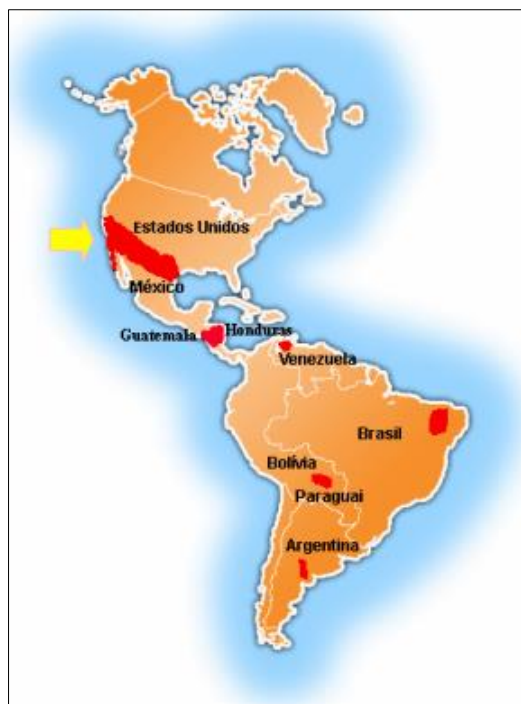 Estados Unidos
México
Guatemala
Honduras
Venezuela
Brasil
Bolívia
Paraguai
Argentina